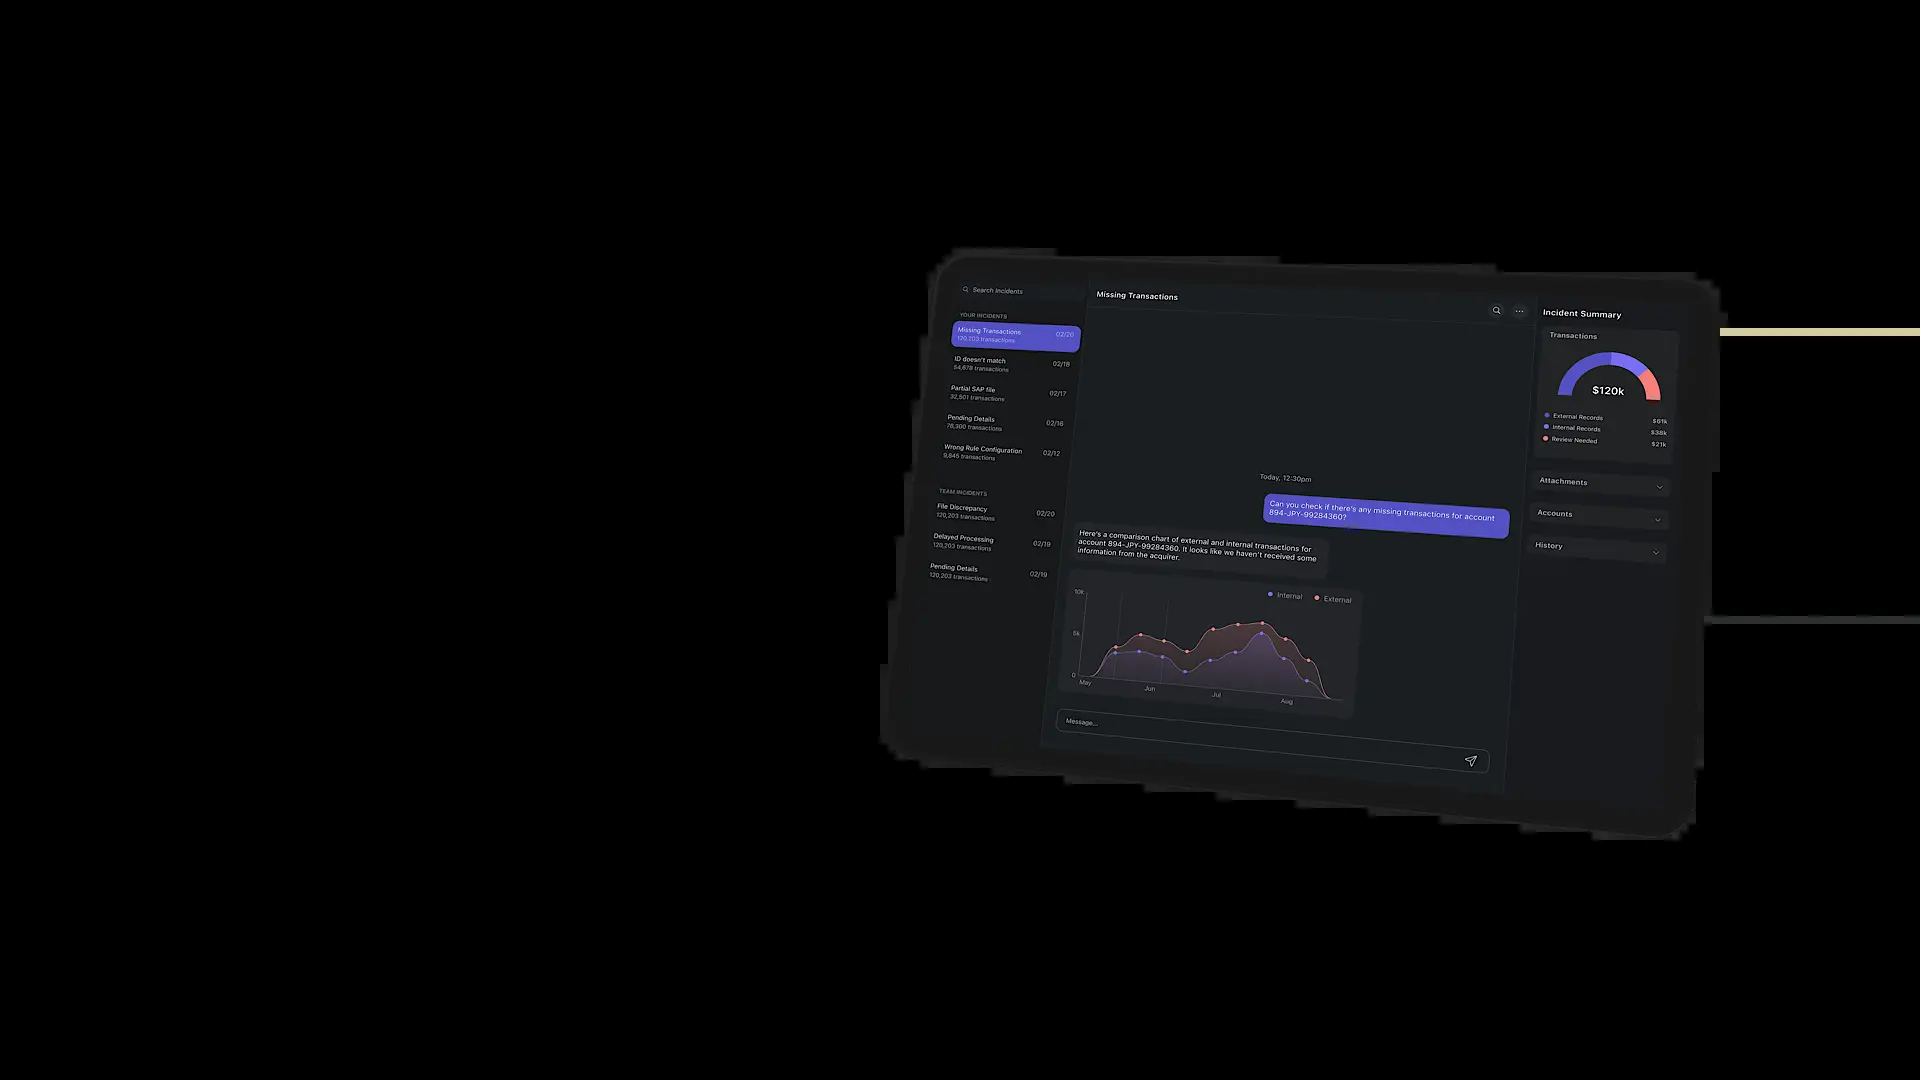 Search Incidents
YOUR INCIDENTS
Missing Transactions 02/20
120,203 transactions
ID doesn't match 02/18
54,678 transactions
Partial SAP file 02/17
32,501 transactions
Pending Details 02/16
78,300 transactions
Wrong Rule Configuration 02/12
9,845 transactions
TEAM INCIDENTS
File Discrepancy 02/20
120,203 transactions
Delayed Processing 02/19
120,203 transactions
Pending Details 02/19
120,203 transactions
Missing Transactions
Today, 12:30pm
Can you check if there's any missing transactions for account
894-JPY-99284360?
Here's a comparison chart of external and internal transactions for
account 894-JPY-99284360. It looks like we haven't received some
information from the acquirer.
Internal External
10k
5k
0
May Jun Jul Aug
Message...
Incident Summary
Transactions
$120k
External Records $61k
Internal Records $38k
Review Needed $21k
Attachments
Accounts
History